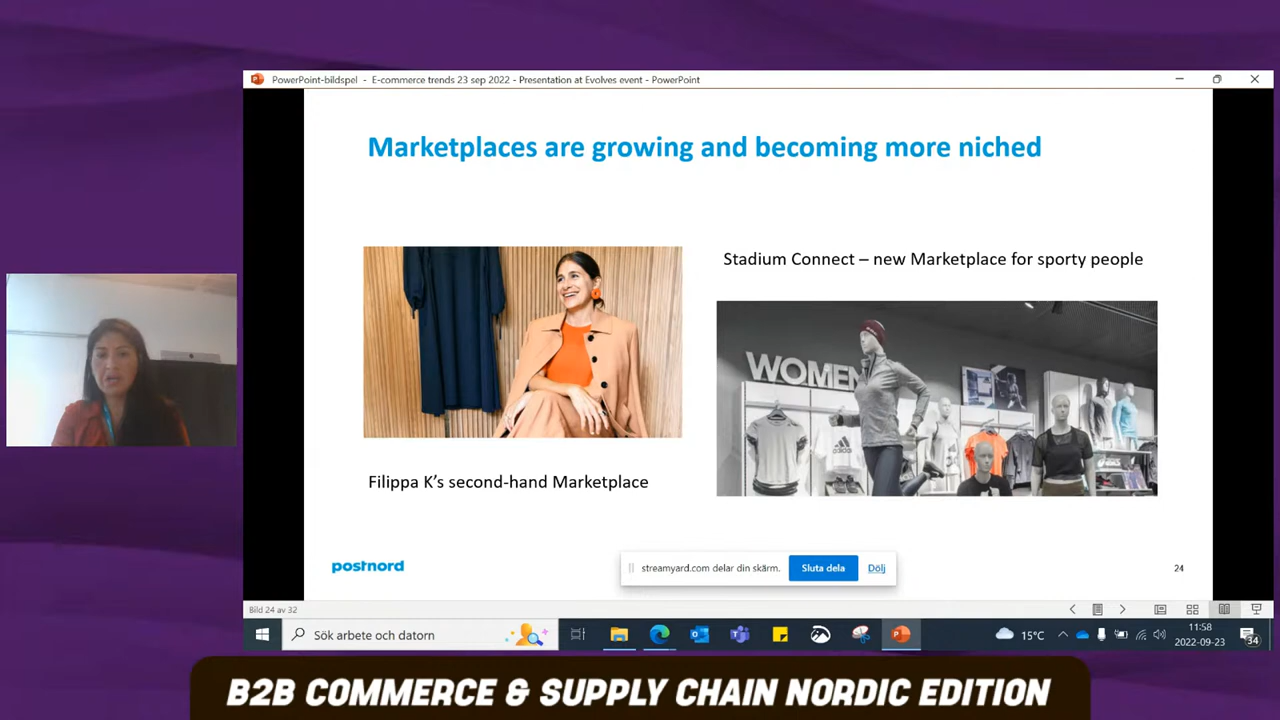 PowerPoint-bildspel - E-commerce trends 23 sep 2022 - Presentation at Evolves event - PowerPoint
Marketplaces are growing and becoming more niched
Stadium Connect – new Marketplace for sporty people
WOMEN
adidas
Filippa K's second-hand Marketplace
postnord
streamyard.com delar din skärm.
Sluta dela
Dölj
24
Bild 24 av 32
Sök arbete och datorn
15°C
11:58
2022-09-23
34
B2B COMMERCE & SUPPLY CHAIN NORDIC EDITION